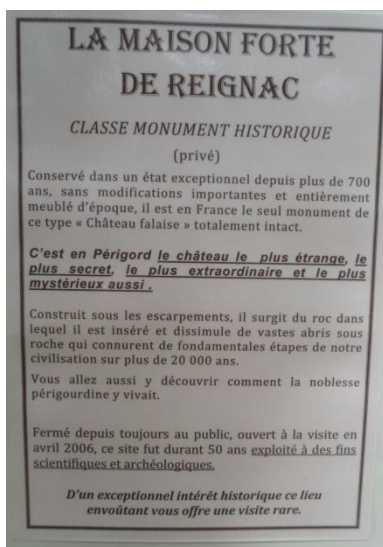 LA MAISON FORTE
DE REIGNAC
CLASSE MONUMENT HISTORIQUE
(privé)
Conservé dans un état exceptionnel depuis plus de 700
ans, sans modifications importantes et entièrement
meublé d'époque, il est en France le seul monument de
ce type « Château falaise » totalement intact.
C'est en Périgord le château le plus étrange, le
plus secret, le plus extraordinaire et le plus
mystérieux aussi .
Construit sous les escarpements, il surgit du roc dans
lequel il est inséré et dissimule de vastes abris sous
roche qui connurent de fondamentales étapes de notre
civilisation sur plus de 20 000 ans.
Vous allez aussi y découvrir comment la noblesse
périgourdine y vivait.
Fermé depuis toujours au public, ouvert à la visite en
avril 2006, ce site fut durant 50 ans exploité à des fins
scientifiques et archéologiques.
D'un exceptionnel intérêt historique ce lieu
envoûtant vous offre une visite rare.